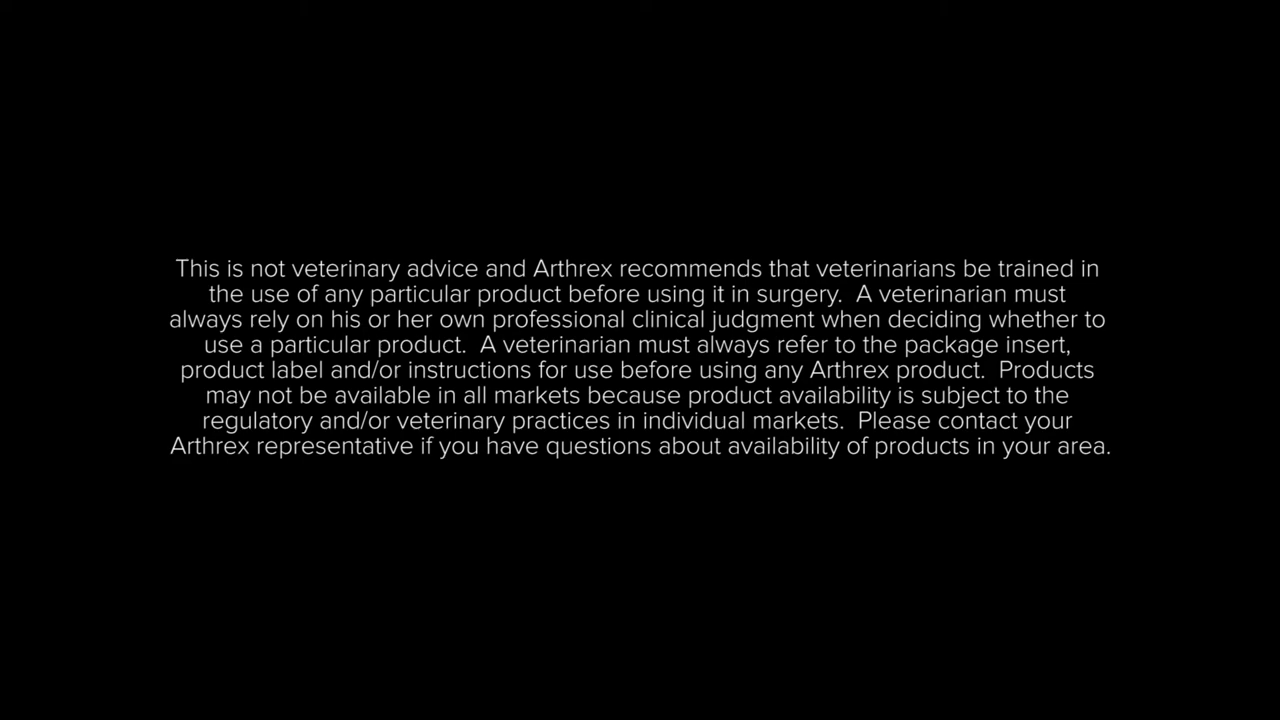 This is not veterinary advice and Arthrex recommends that veterinarians be trained in
the use of any particular product before using it in surgery.  A veterinarian must
always rely on his or her own professional clinical judgment when deciding whether to
use a particular product.  A veterinarian must always refer to the package insert,
product label and/or instructions for use before using any Arthrex product.  Products
may not be available in all markets because product availability is subject to the
regulatory and/or veterinary practices in individual markets.  Please contact your
Arthrex representative if you have questions about availability of products in your area.